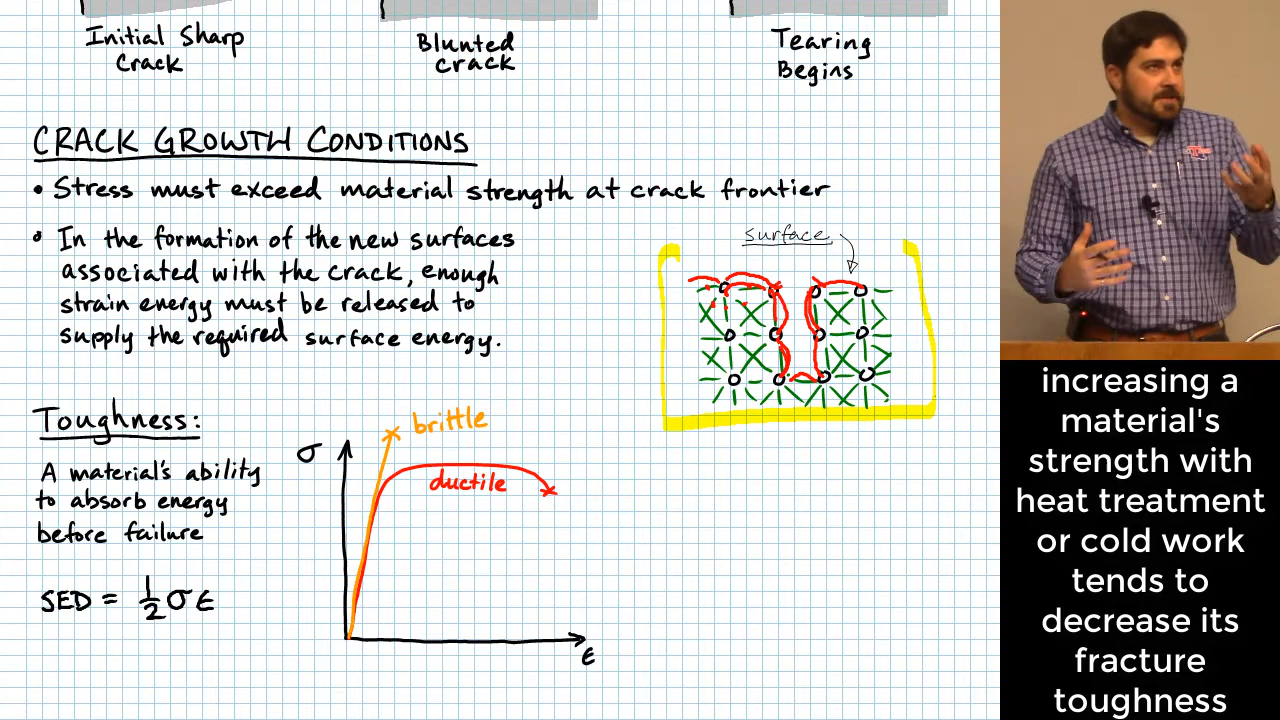 Initial Sharp
Crack
Blunted
Crack
Tearing
Begins
CRACK GROWTH CONDITIONS
• Stress must exceed material strength at crack frontier
• In the formation of the new surfaces
associated with the crack, enough
strain energy must be released to
supply the required surface energy.
surface
Toughness:
A material's ability
to absorb energy
before failure
SED = 1/2 σ ε
σ
brittle
ductile
ε
increasing a
material's
strength with
heat treatment
or cold work
tends to
decrease its
fracture
toughness